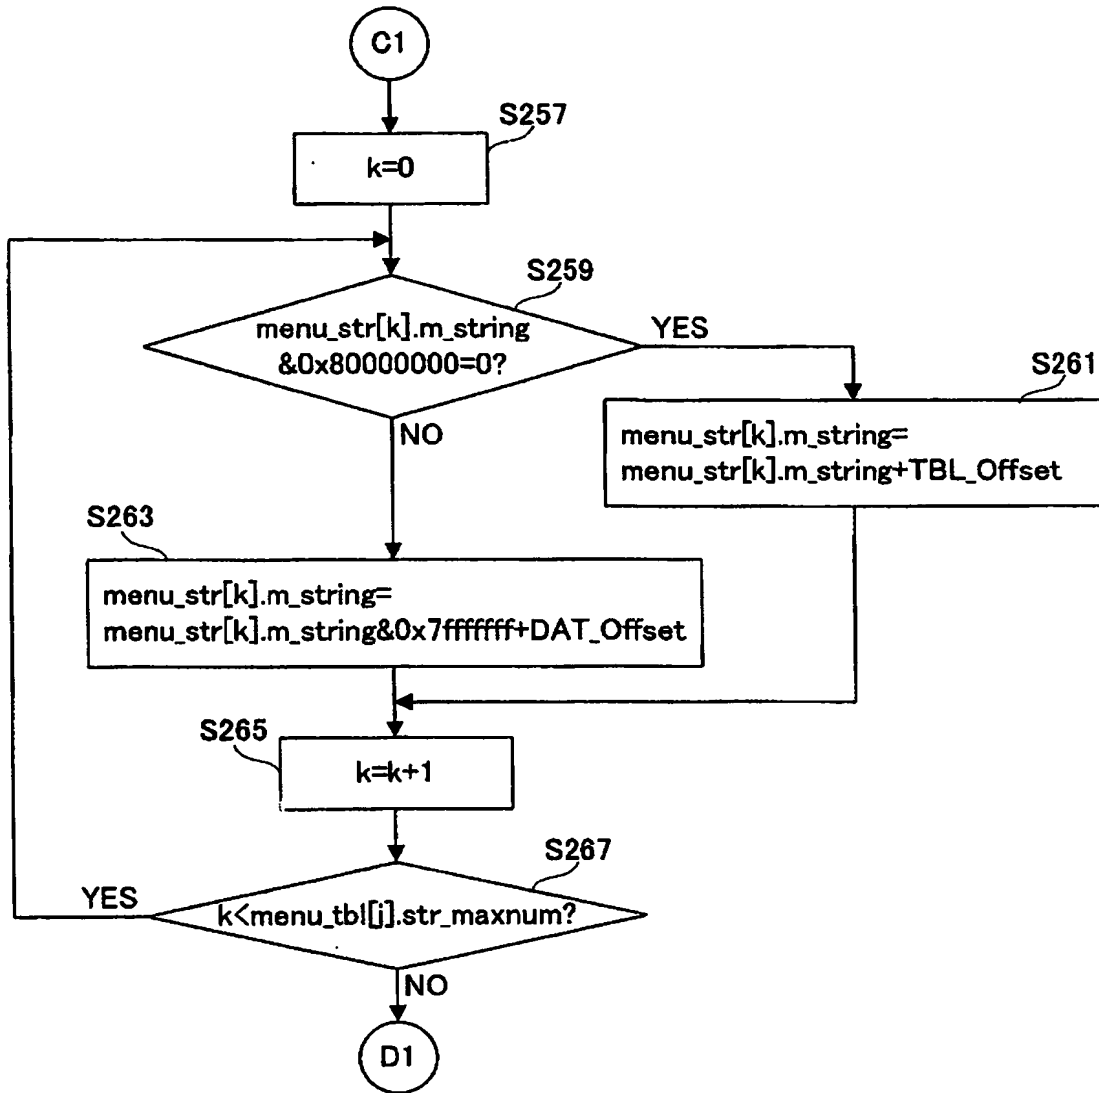 C1
S257
k=0
S259
menu_str[k].m_string
&0x80000000=0?
YES
S261
menu_str[k].m_string=
menu_str[k].m_string+TBL_Offset
NO
S263
menu_str[k].m_string=
menu_str[k].m_string&0x7fffffff+DAT_Offset
S265
k=k+1
S267
YES
k<menu_tbl[j].str_maxnum?
NO
D1